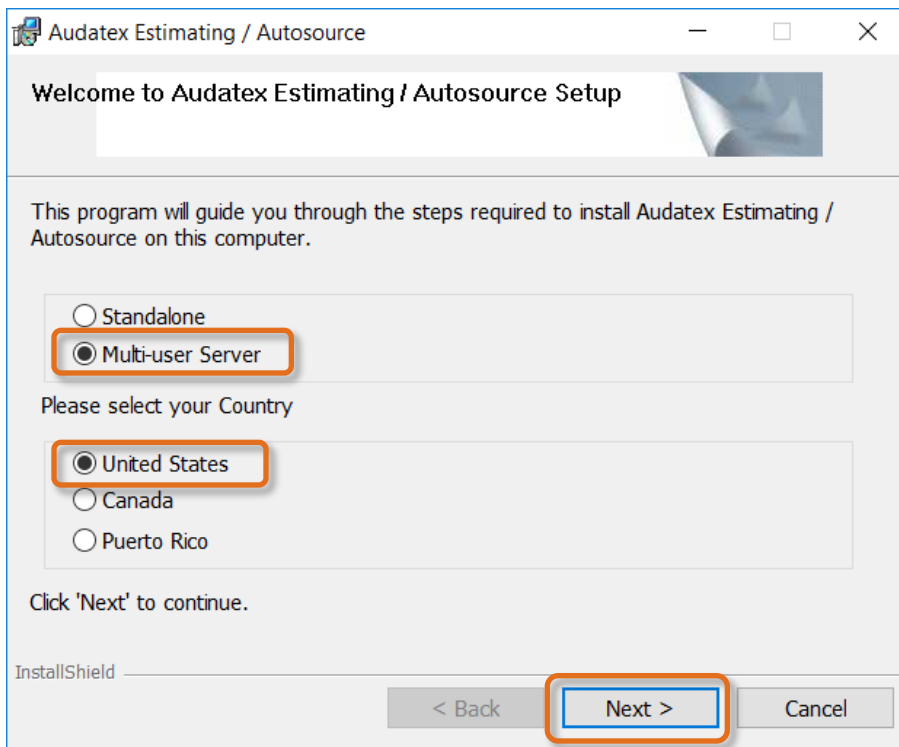 Audatex Estimating / Autosource
Welcome to Audatex Estimating / Autosource Setup
This program will guide you through the steps required to install Audatex Estimating /
Autosource on this computer.
Standalone
Multi-user Server
Please select your Country
United States
Canada
Puerto Rico
Click 'Next' to continue.
InstallShield
< Back
Next >
Cancel